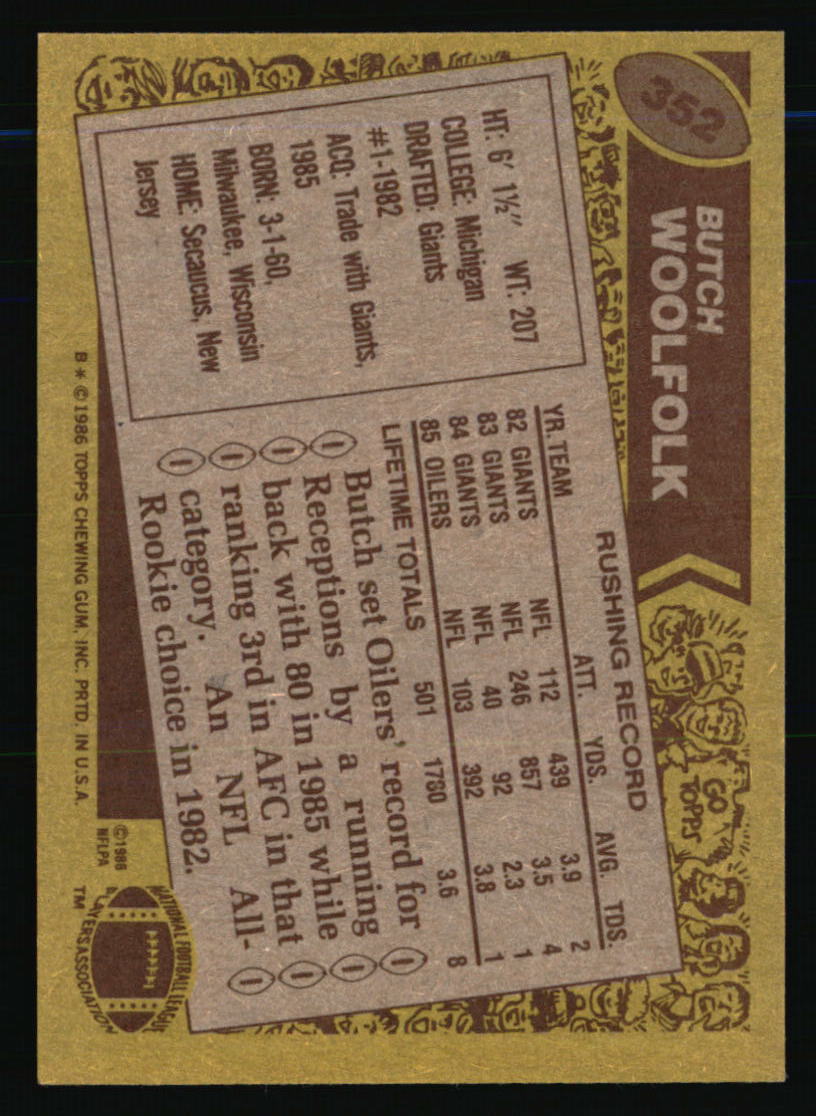 352
BUTCH
WOOLFOLK
HT: 6' 1½" WT: 207
COLLEGE: Michigan
DRAFTED: Giants
#1-1982
ACQ: Trade with Giants,
1985
BORN: 3-1-60,
Milwaukee, Wisconsin
HOME: Secaucus, New
Jersey
RUSHING RECORD
YR. TEAM ATT. YDS. AVG. TDS.
82 GIANTS NFL 112 439 3.9 2
83 GIANTS NFL 246 857 3.5 4
84 GIANTS NFL 40 92 2.3 1
85 OILERS NFL 103 392 3.8 1
LIFETIME TOTALS 501 1780 3.6 8
Butch set Oilers' record for
Receptions by a running
back with 80 in 1985 while
ranking 3rd in AFC in that
category. An NFL All-
Rookie choice in 1982.
GO
TOPPS
B * © 1986 TOPPS CHEWING GUM, INC. PRTD. IN U.S.A.
© 1986
NFLPA
NATIONAL FOOTBALL LEAGUE
PLAYERS ASSOCIATION
TM